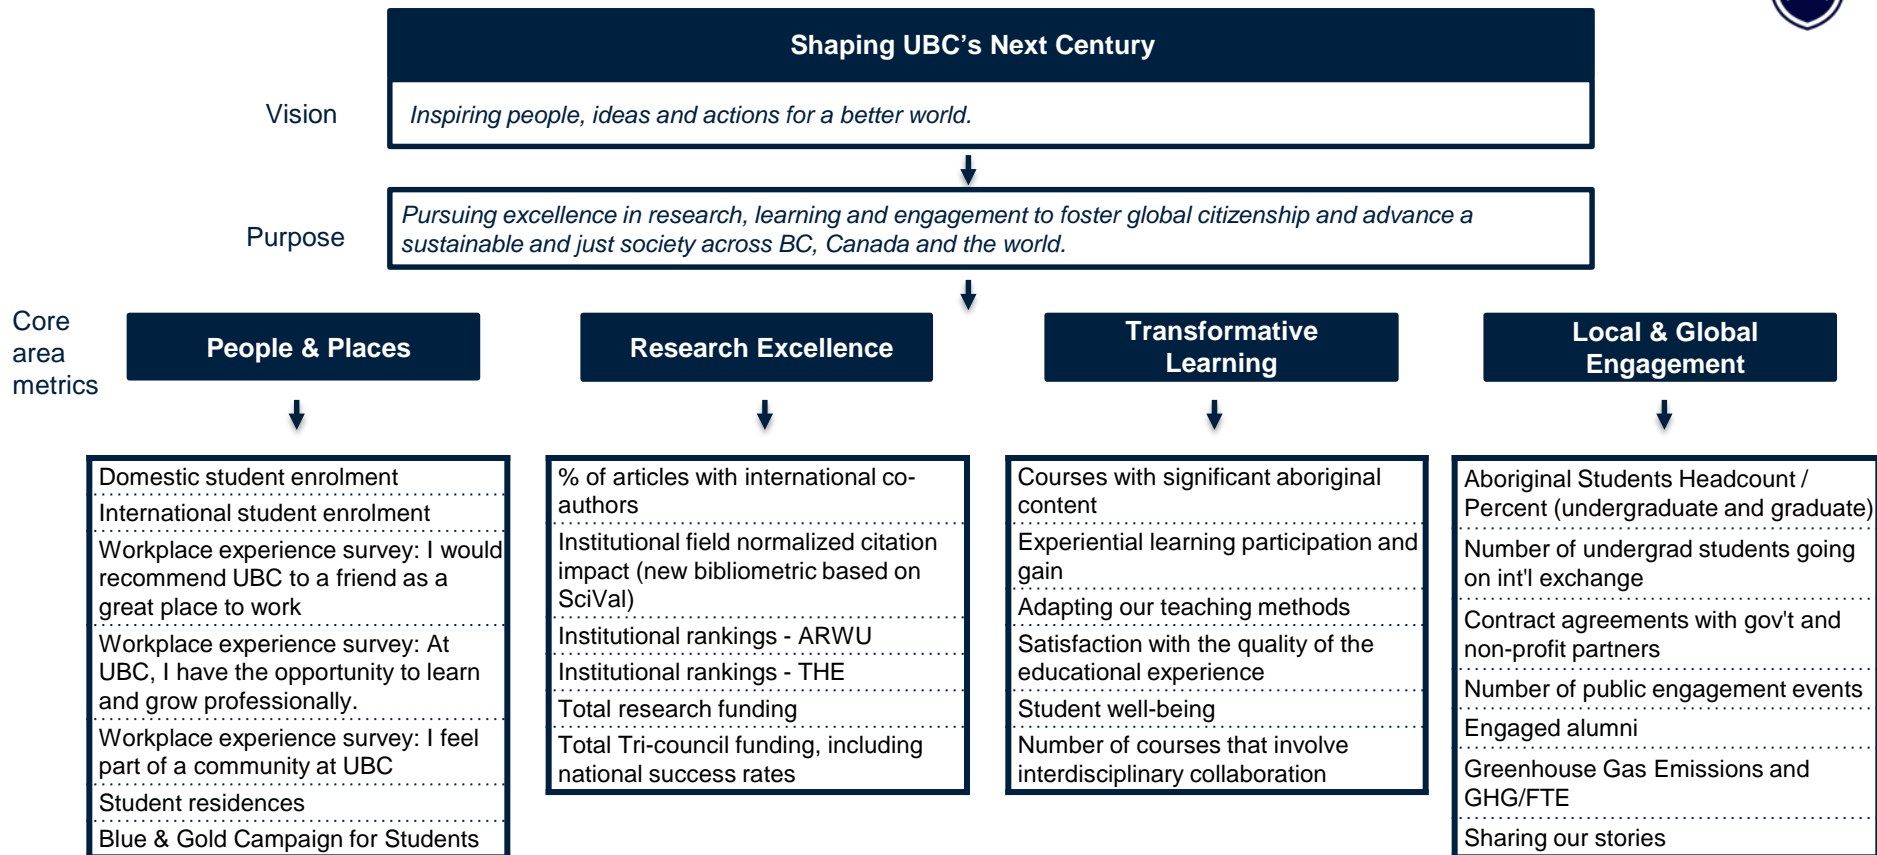 Shaping UBC’s Next Century
Vision
Inspiring people, ideas and actions for a better world.
Purpose
Pursuing excellence in research, learning and engagement to foster global citizenship and advance a
sustainable and just society across BC, Canada and the world.
Core
area
metrics
People & Places
Domestic student enrolment
International student enrolment
Workplace experience survey: I would
recommend UBC to a friend as a
great place to work
Workplace experience survey: At
UBC, I have the opportunity to learn
and grow professionally.
Workplace experience survey: I feel
part of a community at UBC
Student residences
Blue & Gold Campaign for Students
Research Excellence
% of articles with international co-
authors
Institutional field normalized citation
impact (new bibliometric based on
SciVal)
Institutional rankings - ARWU
Institutional rankings - THE
Total research funding
Total Tri-council funding, including
national success rates
Transformative
Learning
Courses with significant aboriginal
content
Experiential learning participation and
gain
Adapting our teaching methods
Satisfaction with the quality of the
educational experience
Student well-being
Number of courses that involve
interdisciplinary collaboration
Local & Global
Engagement
Aboriginal Students Headcount /
Percent (undergraduate and graduate)
Number of undergrad students going
on int'l exchange
Contract agreements with gov't and
non-profit partners
Number of public engagement events
Engaged alumni
Greenhouse Gas Emissions and
GHG/FTE
Sharing our stories